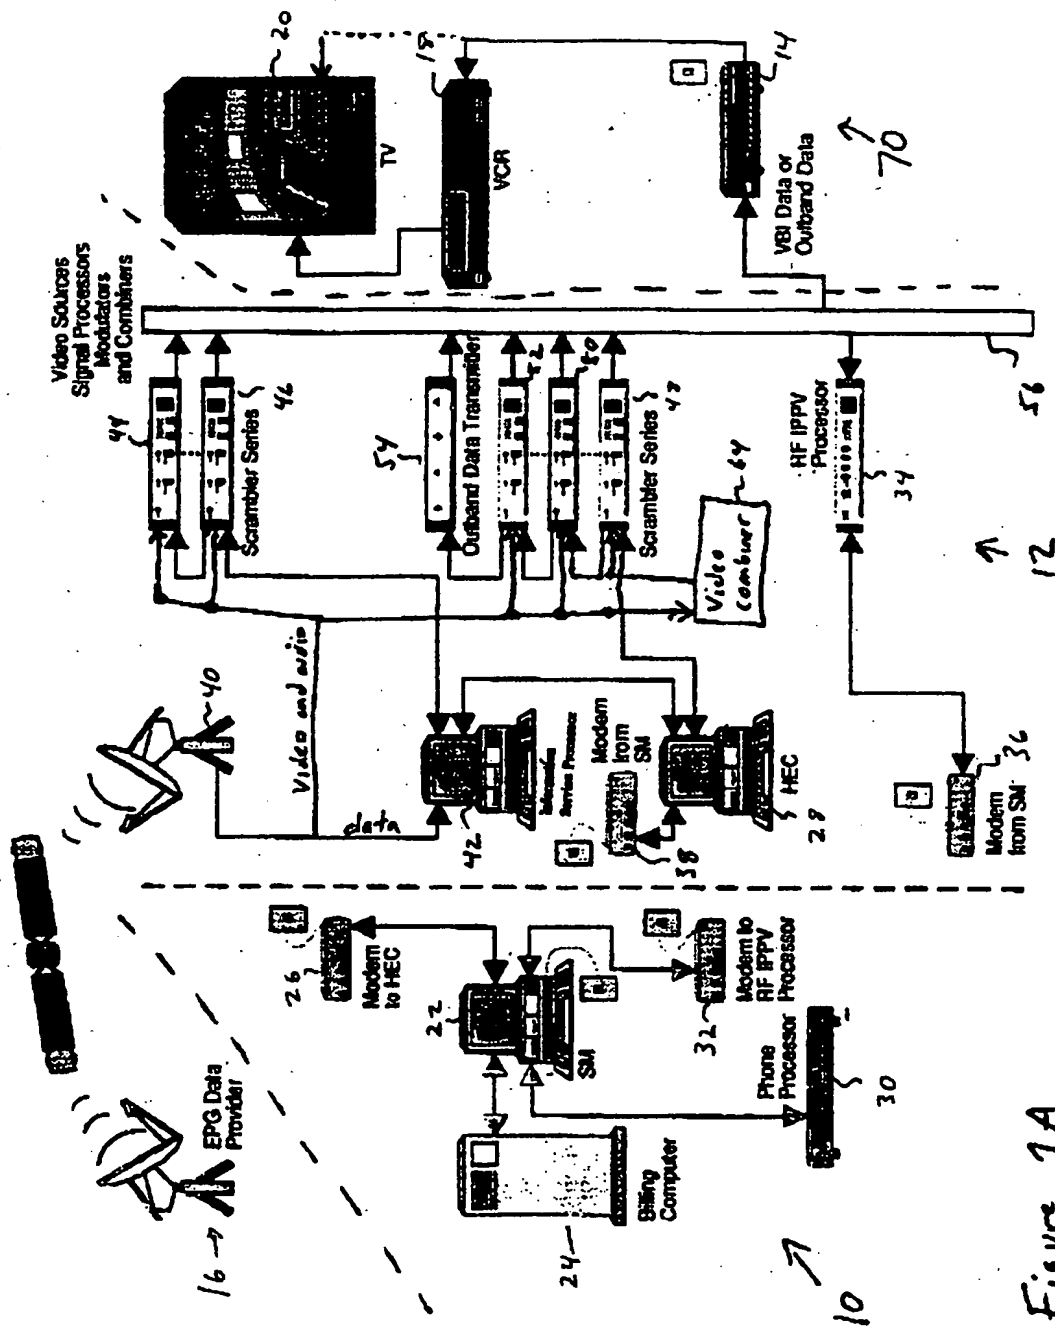 20
18
14
TV
VCR
VBI Data or
Outband Data
70
Video Sources
Signal Processors
Modulators
and Combiners
44
46
Scrambler Series
54
Outband Data Transmitter
52
50
48
Scrambler Series
Video
combiner
64
RF IPPV
Processor
34
56
12
40
Video and audio
data
42
Service Processor
Modem
from
SM
38
HEC
28
Modem
from SM
36
26
Modem
to HEC
22
SM
32
Modem to
RF IPPV
Processor
Phone
Processor
30
EPG Data
Provider
16
Billing
Computer
24
10
Figure 1A